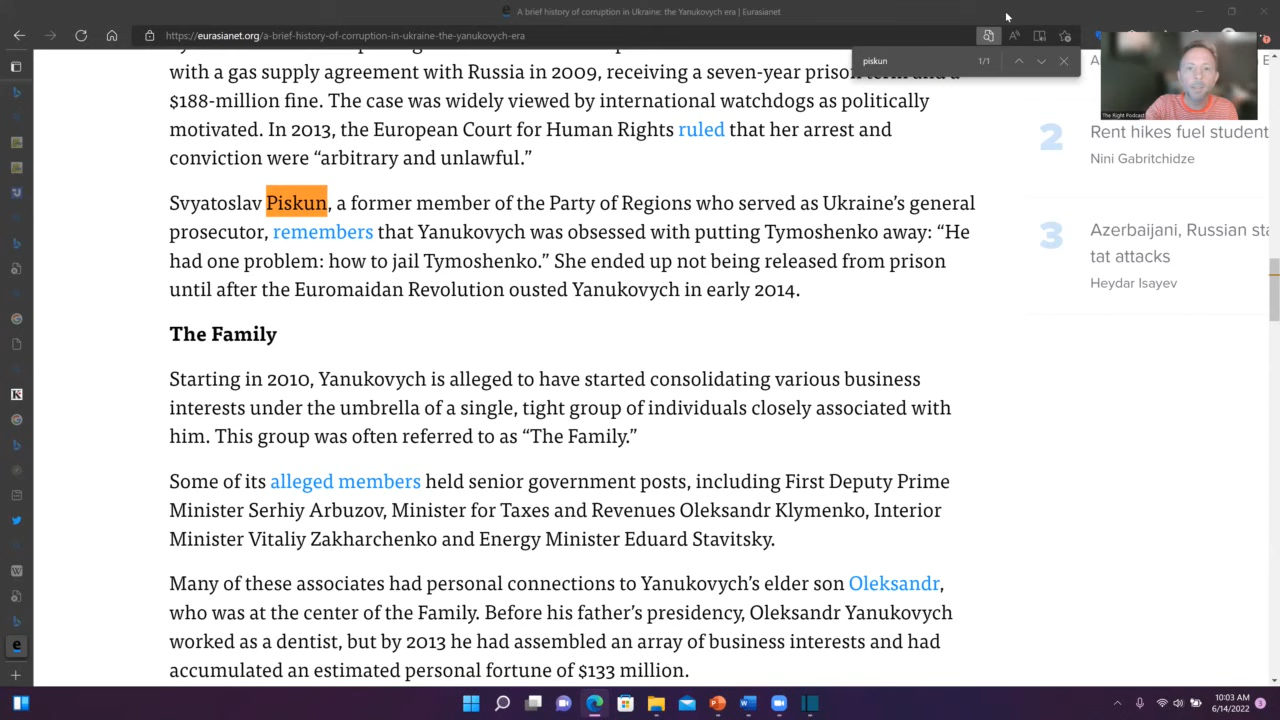 A brief history of corruption in Ukraine: the Yanukovych era | Eurasianet
https://eurasianet.org/a-brief-history-of-corruption-in-ukraine-the-yanukovych-era
piskun 1/1
with a gas supply agreement with Russia in 2009, receiving a seven-year prison term and a
$188-million fine. The case was widely viewed by international watchdogs as politically
motivated. In 2013, the European Court for Human Rights ruled that her arrest and
conviction were “arbitrary and unlawful.”
Svyatoslav Piskun, a former member of the Party of Regions who served as Ukraine’s general
prosecutor, remembers that Yanukovych was obsessed with putting Tymoshenko away: “He
had one problem: how to jail Tymoshenko.” She ended up not being released from prison
until after the Euromaidan Revolution ousted Yanukovych in early 2014.
The Family
Starting in 2010, Yanukovych is alleged to have started consolidating various business
interests under the umbrella of a single, tight group of individuals closely associated with
him. This group was often referred to as “The Family.”
Some of its alleged members held senior government posts, including First Deputy Prime
Minister Serhiy Arbuzov, Minister for Taxes and Revenues Oleksandr Klymenko, Interior
Minister Vitaliy Zakharchenko and Energy Minister Eduard Stavitsky.
Many of these associates had personal connections to Yanukovych’s elder son Oleksandr,
who was at the center of the Family. Before his father’s presidency, Oleksandr Yanukovych
worked as a dentist, but by 2013 he had assembled an array of business interests and had
accumulated an estimated personal fortune of $133 million.
The Right Podcast
2
Rent hikes fuel student
Nini Gabritchidze
3
Azerbaijani, Russian sta
tat attacks
Heydar Isayev
10:03 AM
6/14/2022